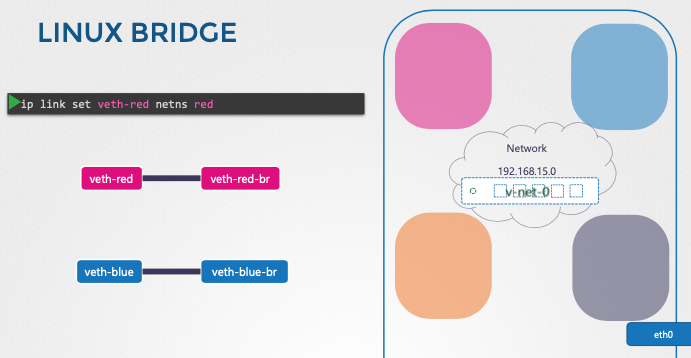 LINUX BRIDGE
ip link set veth-red netns red
veth-red
veth-red-br
veth-blue
veth-blue-br
Network
192.168.15.0
v-net-0
eth0